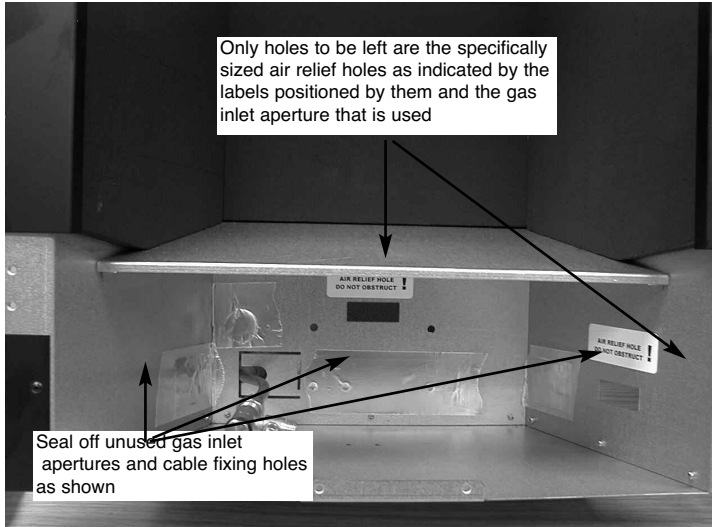 Only holes to be left are the specifically
sized air relief holes as indicated by the
labels positioned by them and the gas
inlet aperture that is used
AIR RELIEF HOLE
DO NOT OBSTRUCT !
AIR RELIEF HOLE
DO NOT OBSTRUCT !
Seal off unused gas inlet
apertures and cable fixing holes
as shown